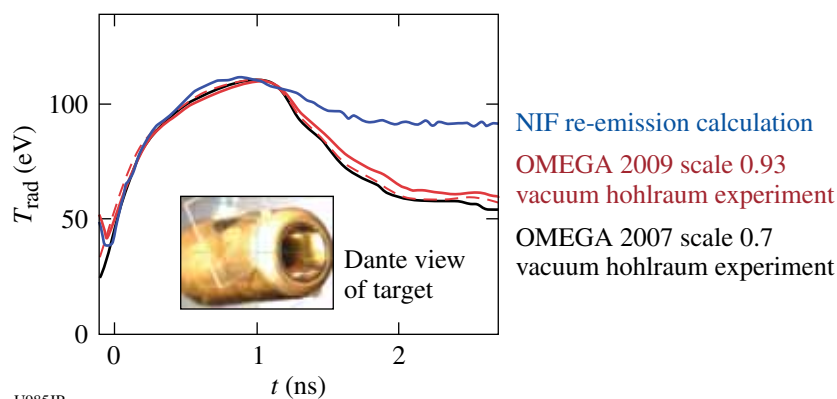 100
50
0
T rad (eV)
0 1 2
t (ns)
Dante view
of target
NIF re-emission calculation
OMEGA 2009 scale 0.93
vacuum hohlraum experiment
OMEGA 2007 scale 0.7
vacuum hohlraum experiment